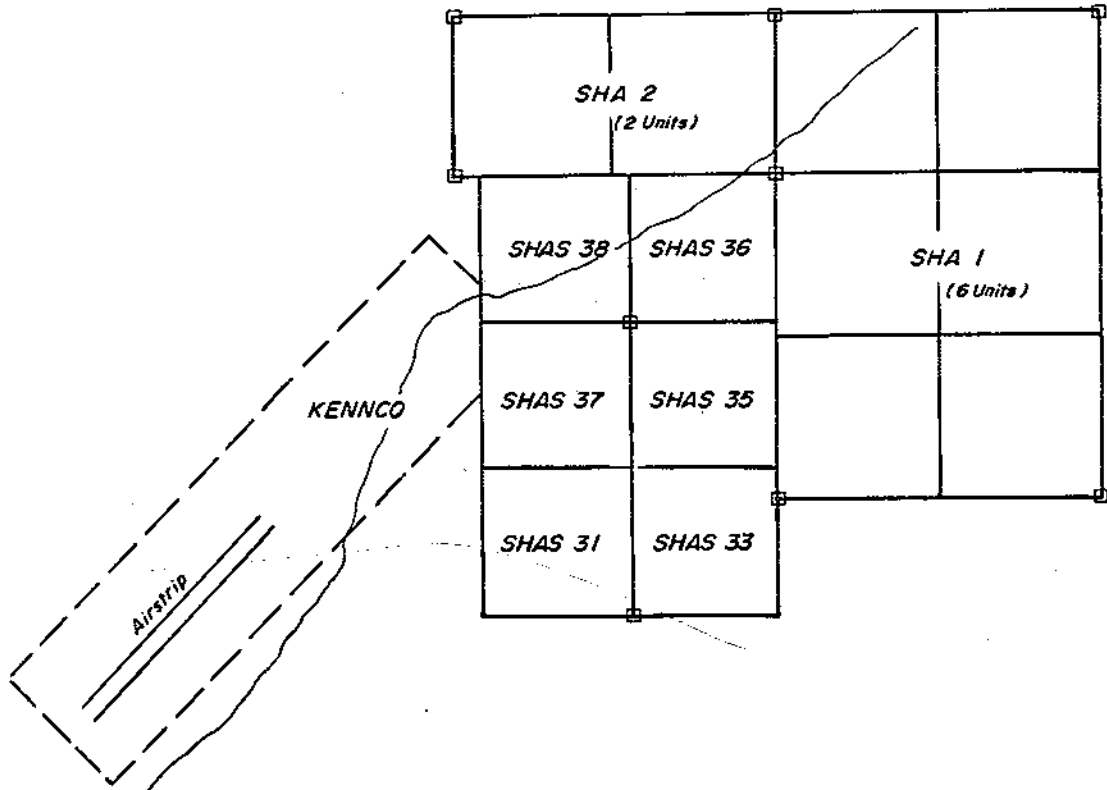 SHA 2
(2 Units)
SHAS 38
SHAS 36
SHA 1
(6 Units)
KENNCO
SHAS 37
SHAS 35
SHAS 31
SHAS 33
Airstrip